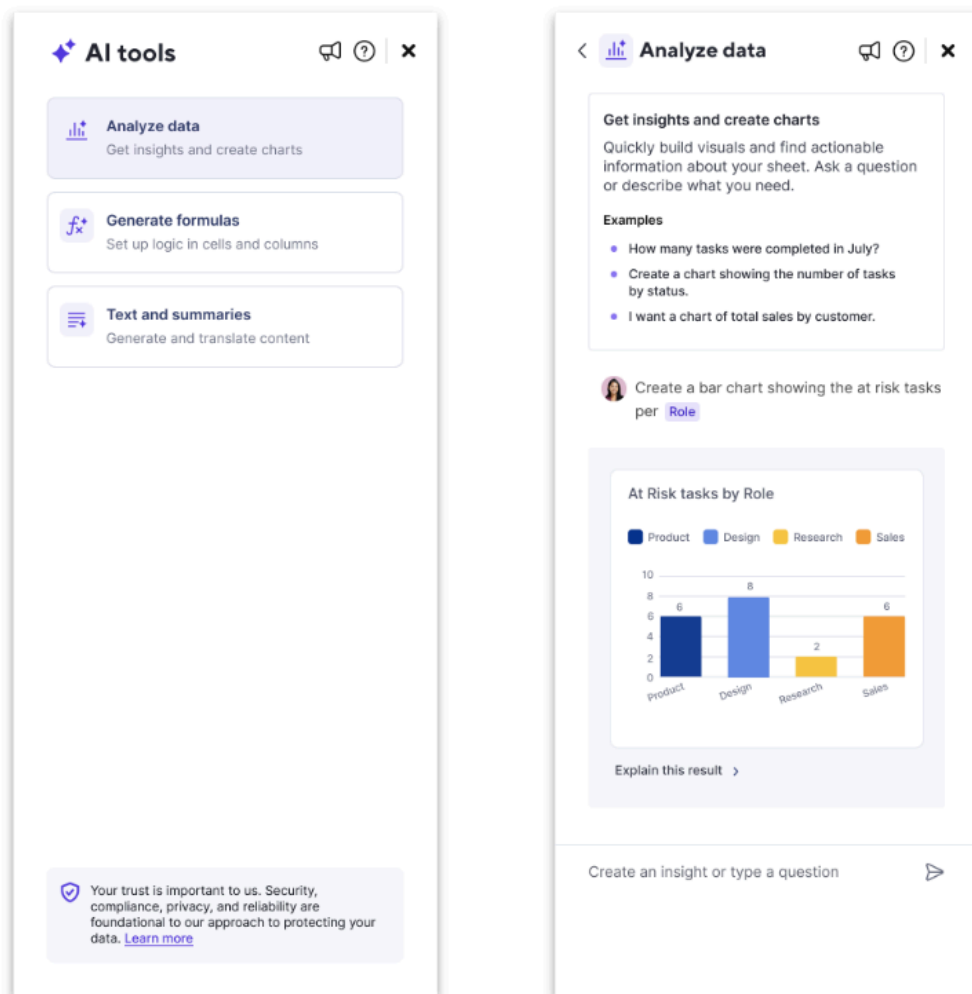 AI tools
Analyze data
Get insights and create charts
Generate formulas
Set up logic in cells and columns
Text and summaries
Generate and translate content
Your trust is important to us. Security,
compliance, privacy, and reliability are
foundational to our approach to protecting your
data. Learn more
Analyze data
Get insights and create charts
Quickly build visuals and find actionable
information about your sheet. Ask a question
or describe what you need.
Examples
How many tasks were completed in July?
Create a chart showing the number of tasks
by status.
I want a chart of total sales by customer.
Create a bar chart showing the at risk tasks
per Role
At Risk tasks by Role
Product Design Research Sales
10
8
6
4
2
0
6
8
2
6
Product Design Research Sales
Explain this result
Create an insight or type a question